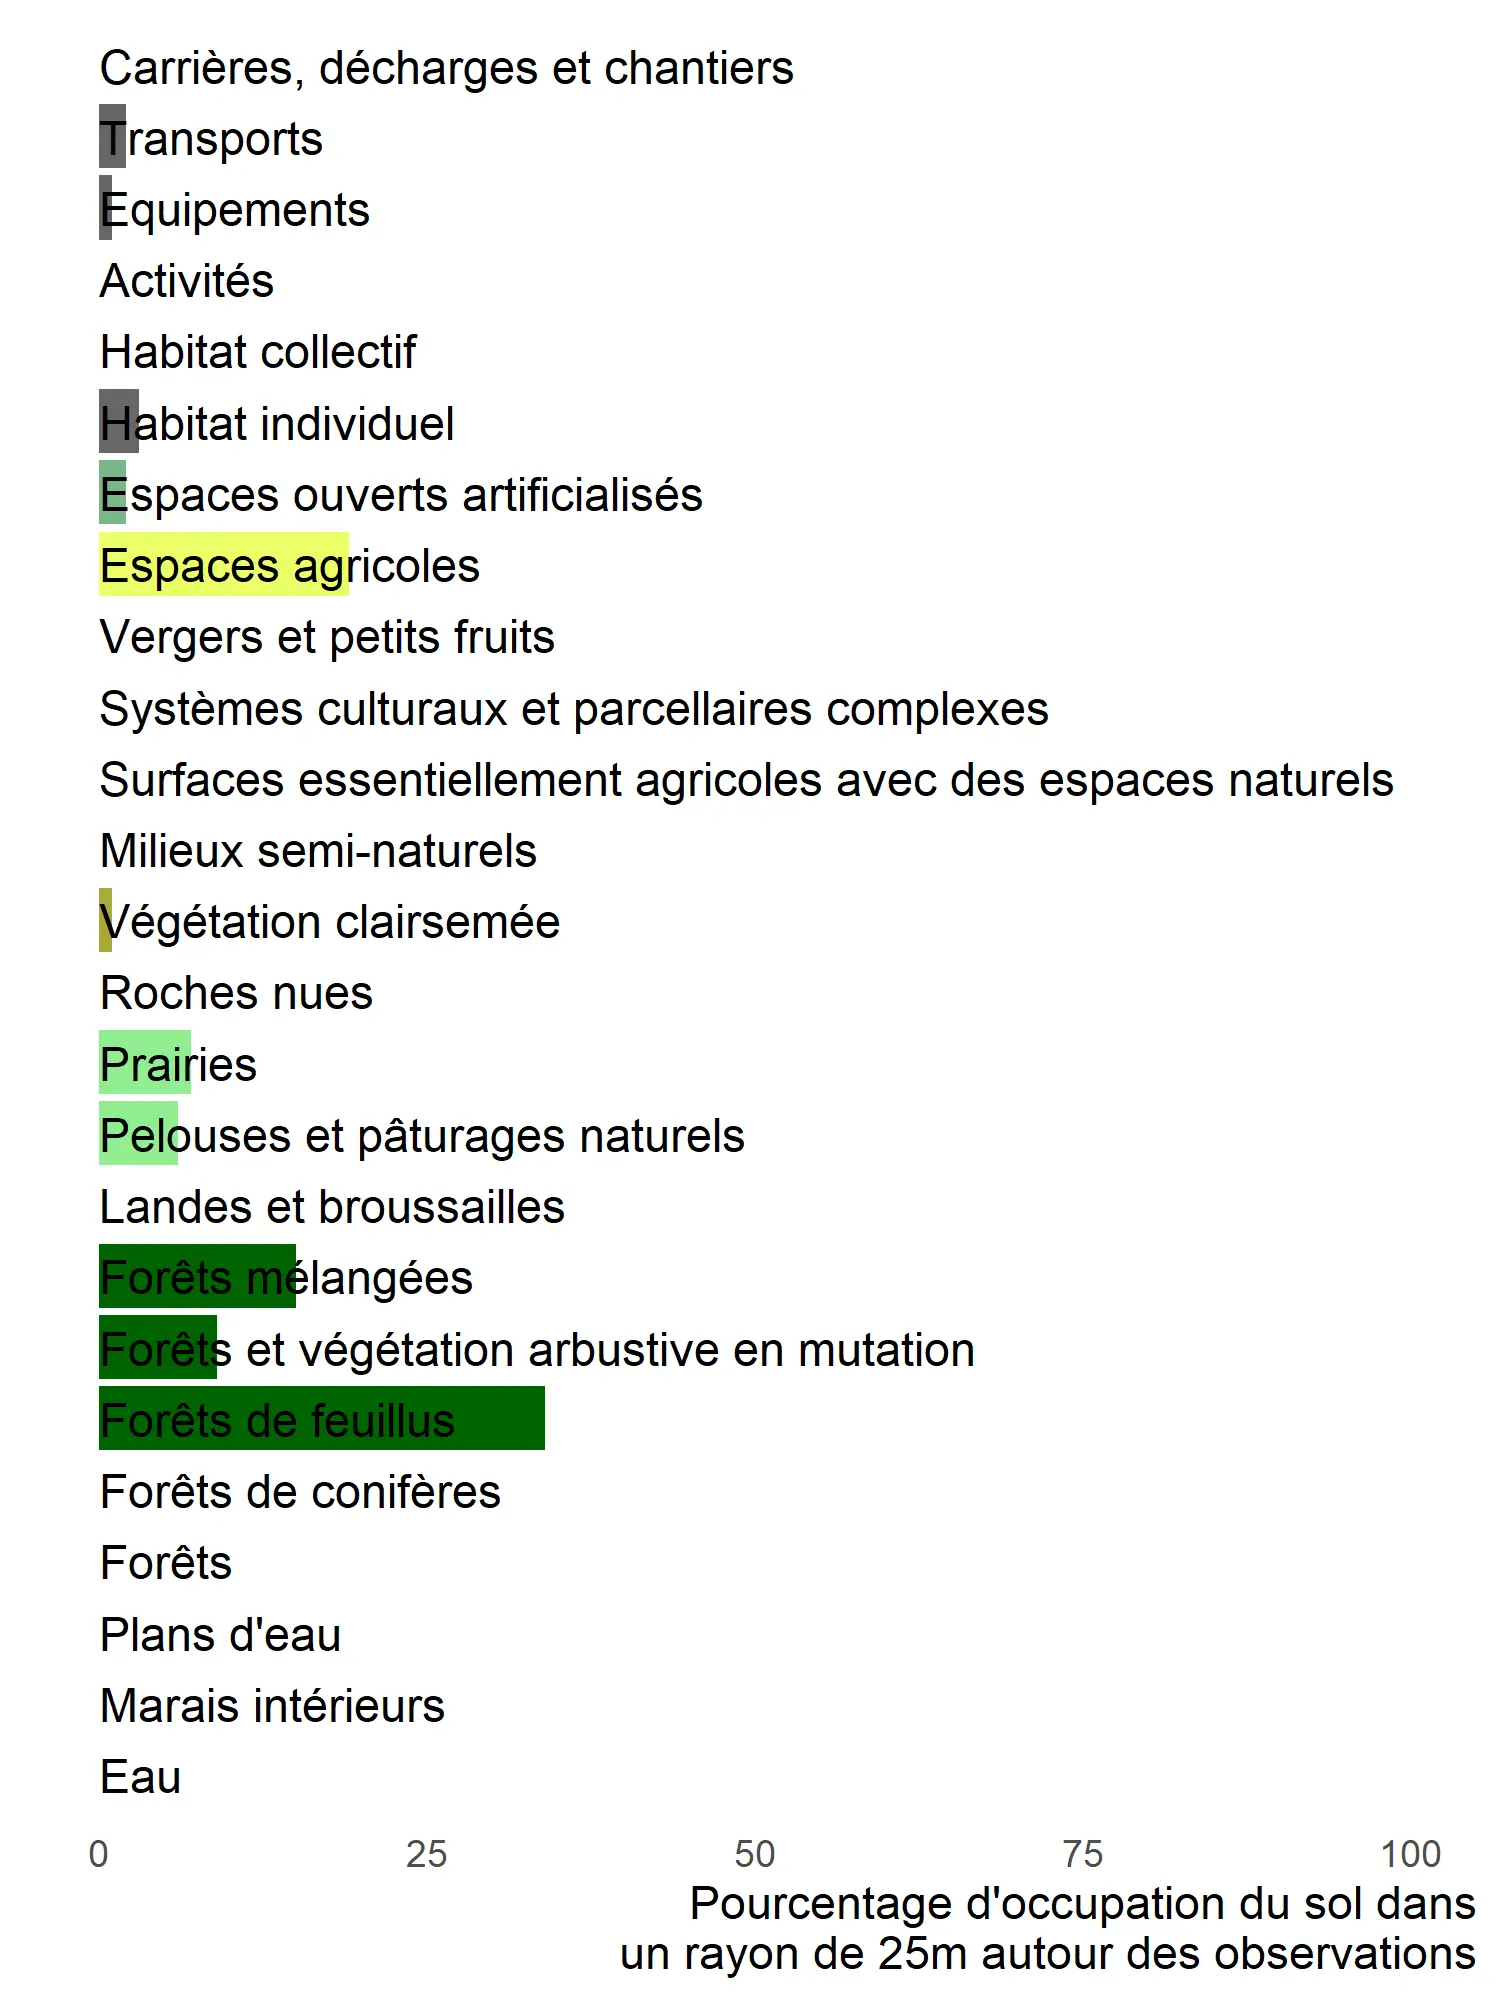 Carrières, décharges et chantiers
Transports
Equipements
Activités
Habitat collectif
Habitat individuel
Espaces ouverts artificialisés
Espaces agricoles
Vergers et petits fruits
Systèmes culturaux et parcellaires complexes
Surfaces essentiellement agricoles avec des espaces naturels
Milieux semi-naturels
Végétation clairsemée
Roches nues
Prairies
Pelouses et pâturages naturels
Landes et broussailles
Forêts mélangées
Forêts et végétation arbustive en mutation
Forêts de feuillus
Forêts de conifères
Forêts
Plans d'eau
Marais intérieurs
Eau
0 25 50 75 100
Pourcentage d'occupation du sol dans
un rayon de 25m autour des observations